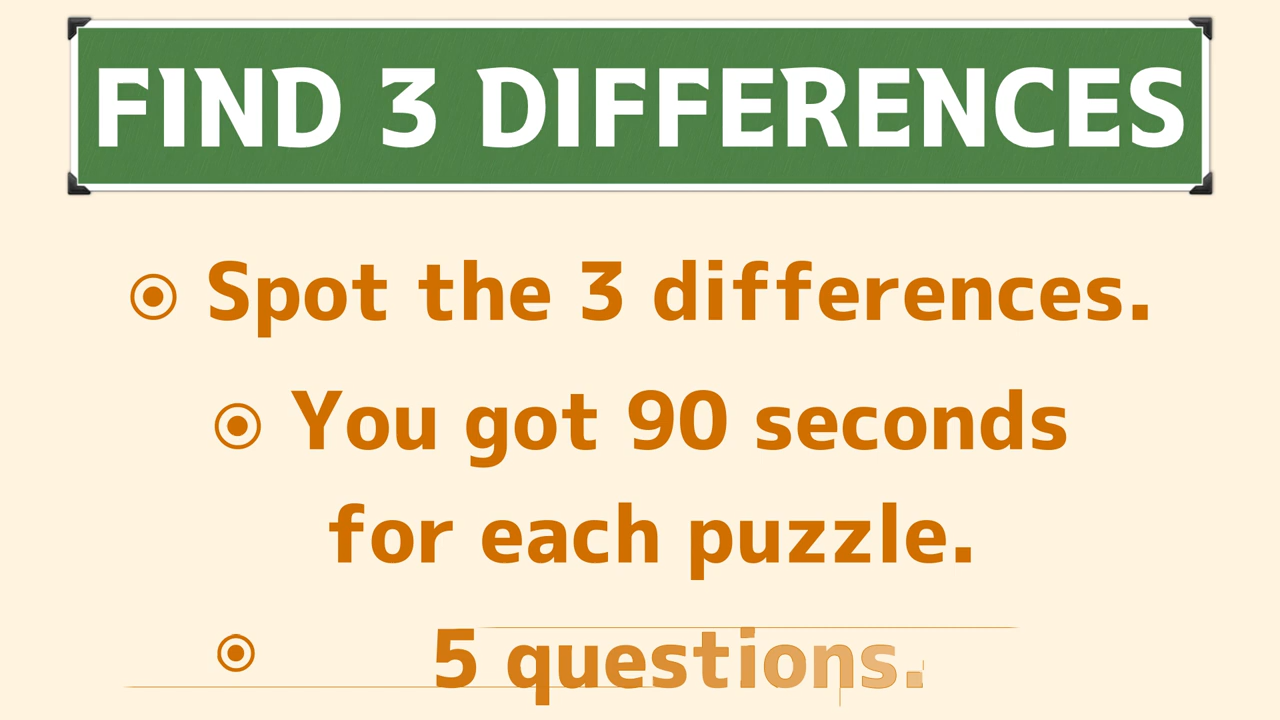 FIND 3 DIFFERENCES
◉ Spot the 3 differences.
◉ You got 90 seconds
for each puzzle.
◉ 5 questions.